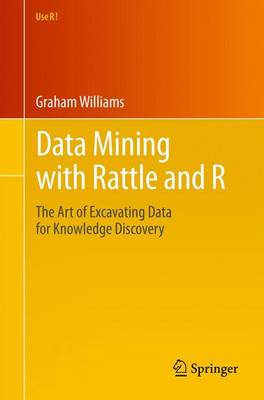 Use R!
Graham Williams
Data Mining
with Rattle and R
The Art of Excavating Data
for Knowledge Discovery
Springer